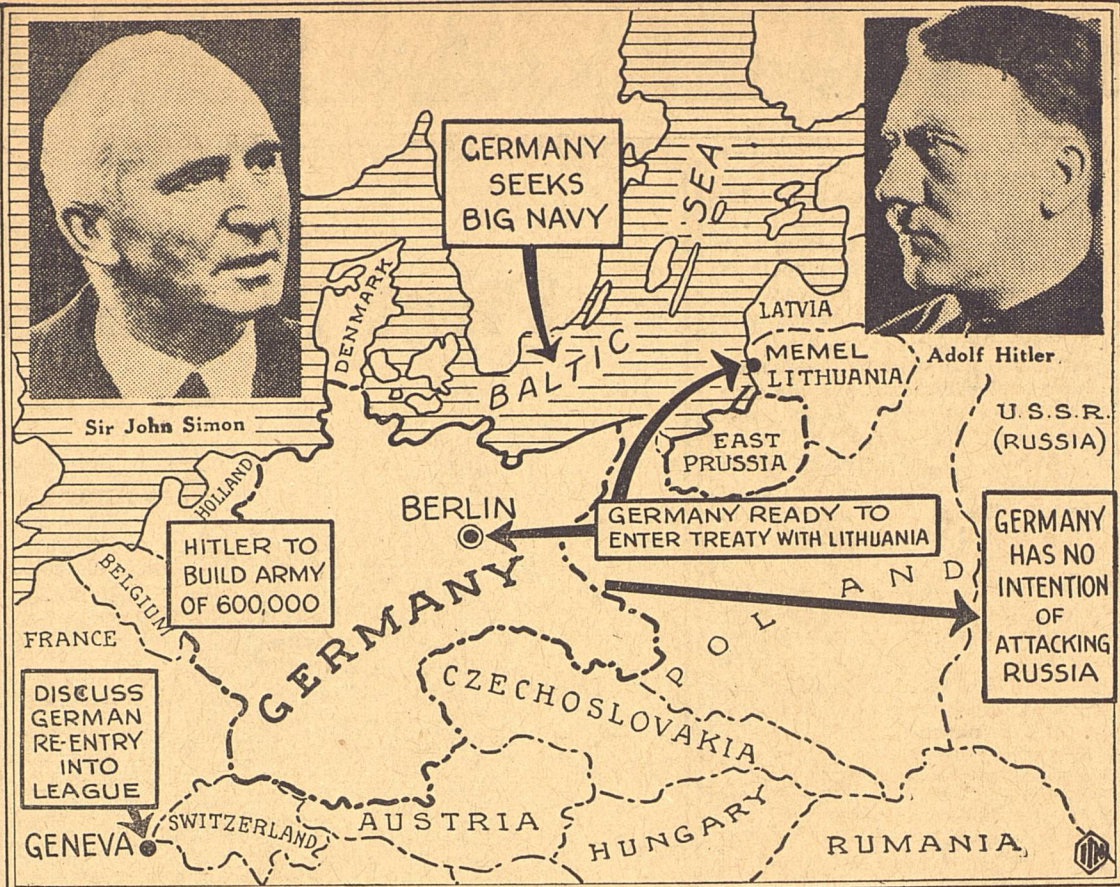 GERMANY
SEEKS
BIG NAVY
SEA
DENMARK
BALTIC
LATVIA
MEMEL
LITHUANIA
Adolf Hitler
Sir John Simon
U.S.S.R.
(RUSSIA)
EAST
PRUSSIA
HOLLAND
BERLIN
GERMANY READY TO
ENTER TREATY WITH LITHUANIA
HITLER TO
BUILD ARMY
OF 600,000
GERMANY
HAS NO
INTENTION
OF
ATTACKING
RUSSIA
BELGIUM
GERMANY
POLAND
FRANCE
CZECHOSLOVAKIA
DISCUSS
GERMAN
RE-ENTRY
INTO
LEAGUE
GENEVA
SWITZERLAND
AUSTRIA
HUNGARY
RUMANIA